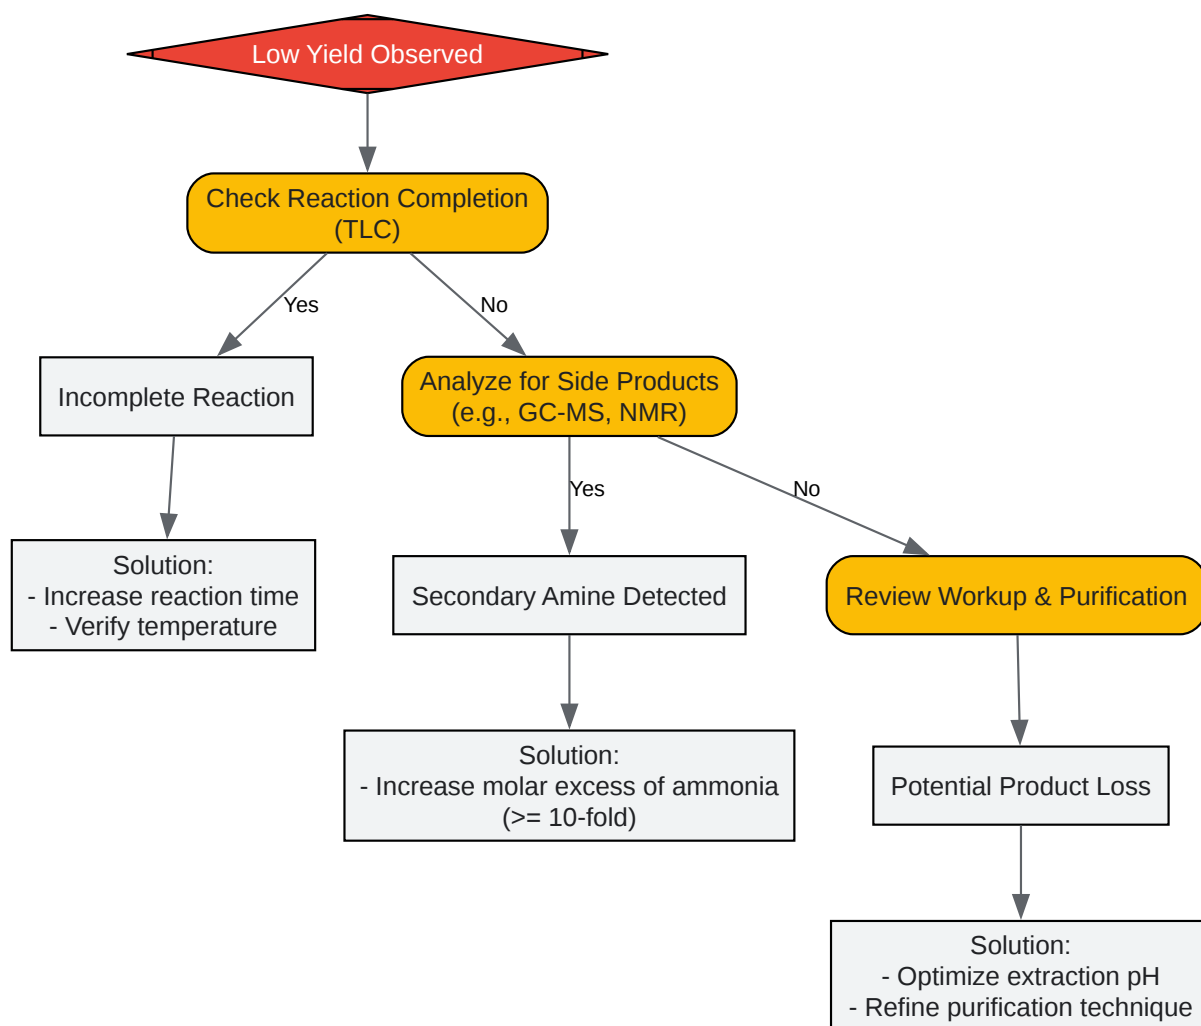 Low Yield Observed
Check Reaction Completion
(TLC)
Yes
No
Incomplete Reaction
Analyze for Side Products
(e.g., GC-MS, NMR)
Yes
No
Solution:
- Increase reaction time
- Verify temperature
Secondary Amine Detected
Review Workup & Purification
Solution:
- Increase molar excess of ammonia
(>= 10-fold)
Potential Product Loss
Solution:
- Optimize extraction pH
- Refine purification technique